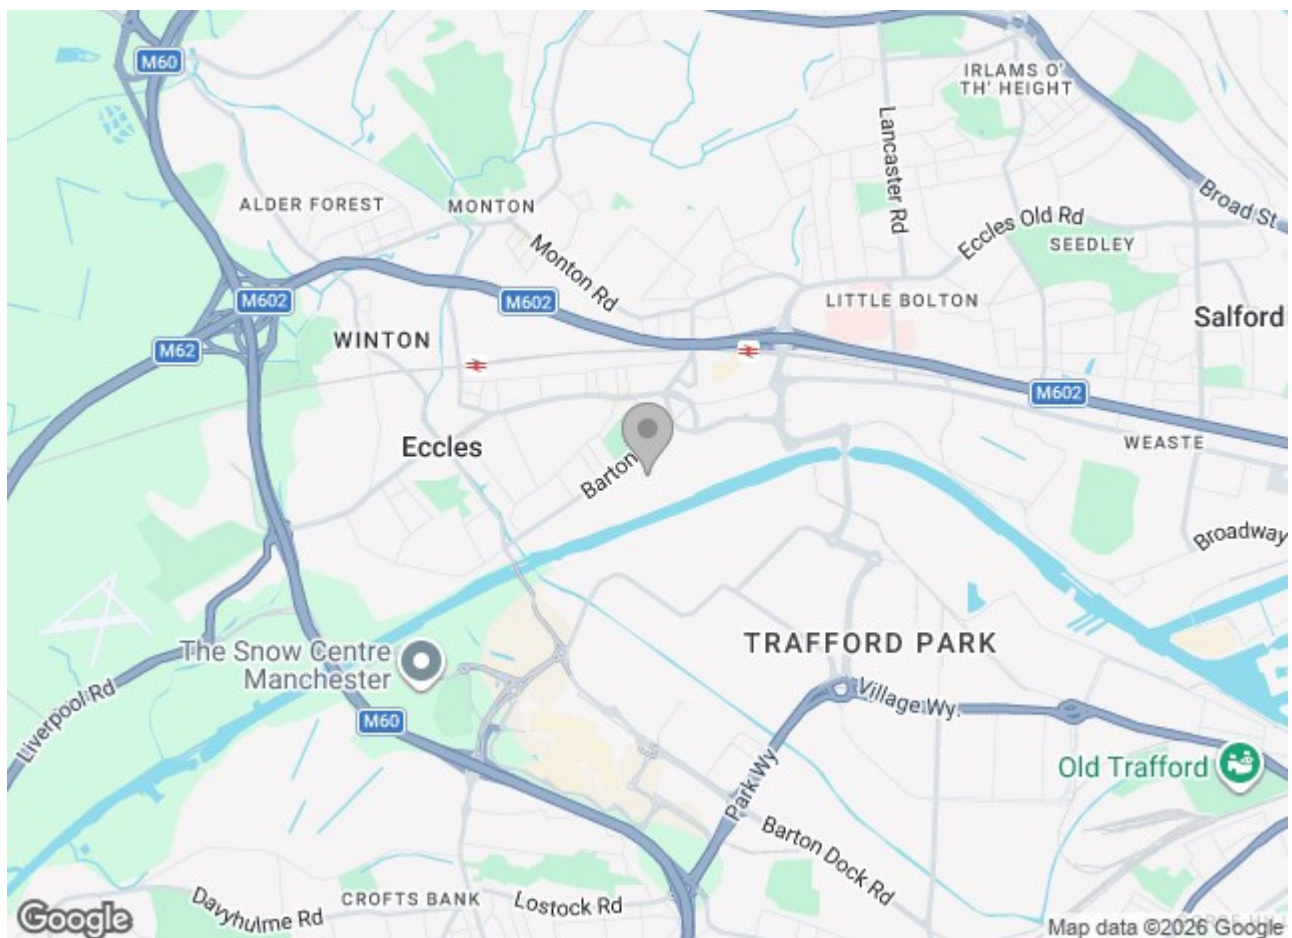 M60
IRLAMS O'
TH' HEIGHT
Lancaster Rd
Broad St
ALDER FOREST
MONTON
Eccles Old Rd
SEEDLEY
Monton Rd
M602
M602
LITTLE BOLTON
Salford
WINTON
M62
M602
Eccles
WEASTE
Barton
Broadway
The Snow Centre
Manchester
TRAFFORD PARK
Liverpool Rd
M60
Village Wy.
Old Trafford
Park Wy
Barton Dock Rd
CROFTS BANK
Lostock Rd
Davyhulme Rd
Google
Map data ©2026 Google